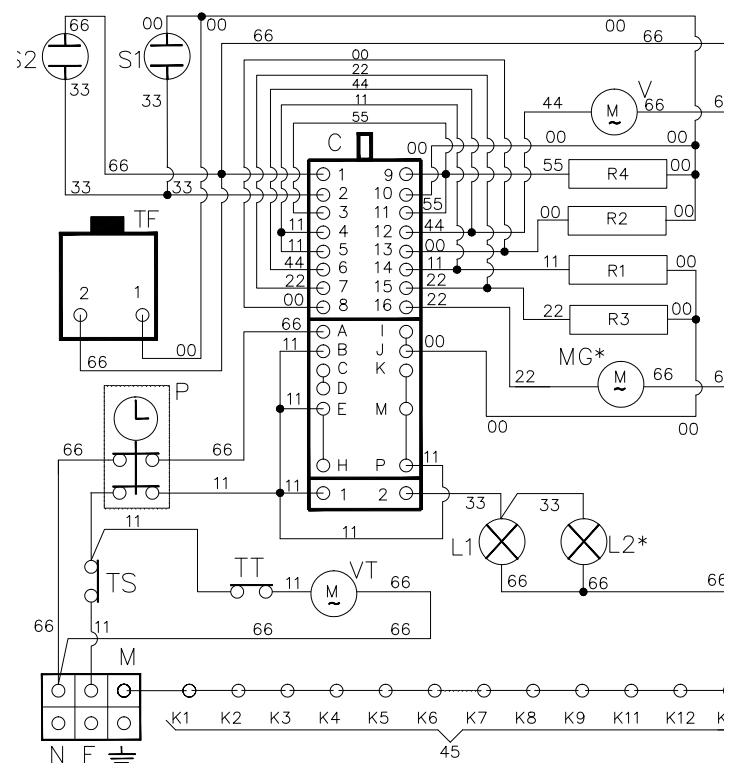 66 00 00 00
66 66
S2 S1
33 33
00
22
44
11
55
C 00
44 V
M
~
66 6
00 00
66 1 9 55 R4 00
33 33 2 10
3 11 55 00 R2 00
11 4 12 44
11 5 13 00
44 6 14 11 11 R1 00
22 7 15 22
00 8 16 22 22 R3 00
TF
2 1
00
66
66 A I
11 B J 00
C K
D
11 E M
H P 11
11 1 2
MG*
22 M
~
66 6
00 00
P
66 66
11
33 33
11
L1 L2*
66 66 66
11
TS TT 11 M
~
VT 66
66 11 66 66
M
K1 K2 K3 K4 K5 K6 K7 K8 K9 K11 K12
45
N F